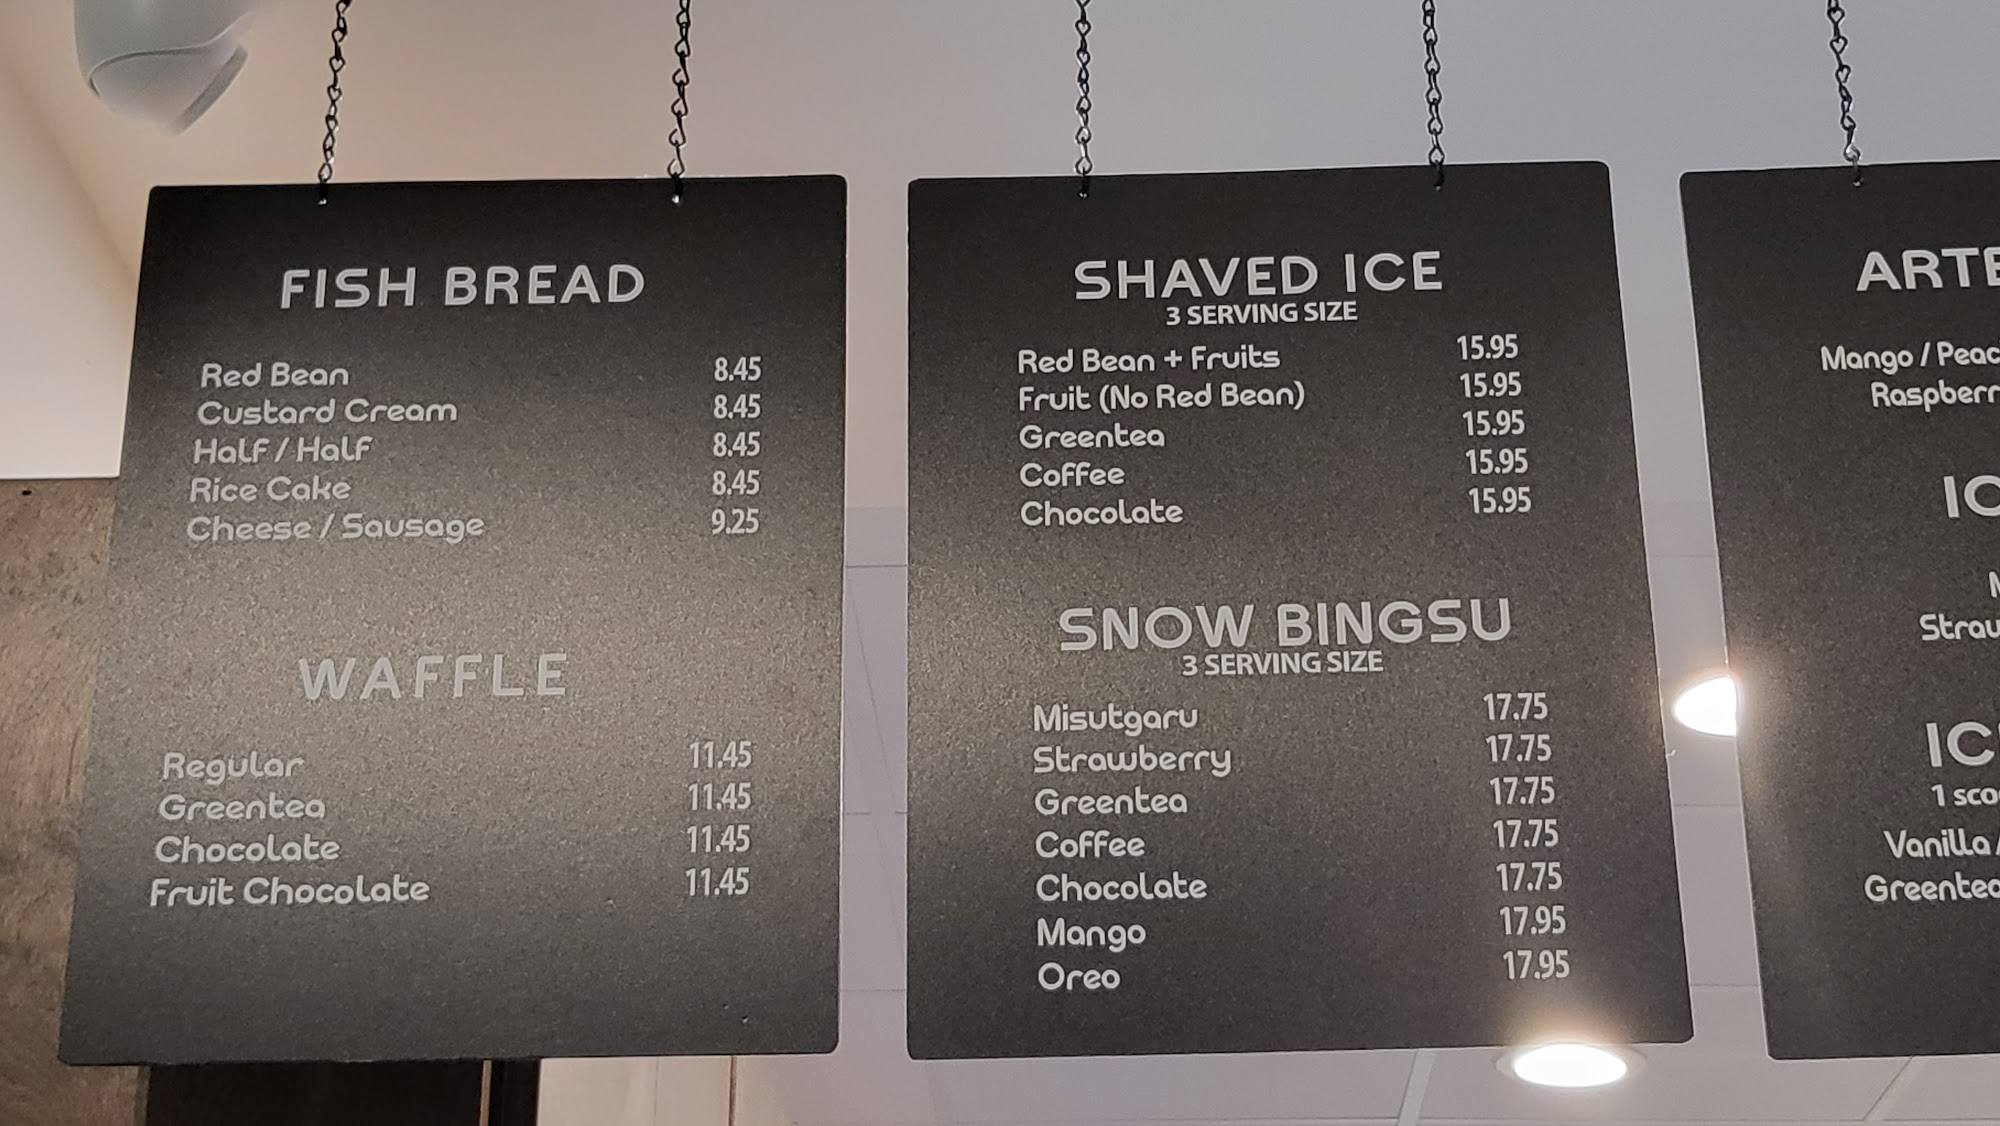 FISH BREAD
Red Bean 8.45
Custard Cream 8.45
Half / Half 8.45
Rice Cake 8.45
Cheese / Sausage 9.25
WAFFLE
Regular 11.45
Greentea 11.45
Chocolate 11.45
Fruit Chocolate 11.45
SHAVED ICE
3 SERVING SIZE
Red Bean + Fruits 15.95
Fruit (No Red Bean) 15.95
Greentea 15.95
Coffee 15.95
Chocolate 15.95
SNOW BINGSU
3 SERVING SIZE
Misutgaru 17.75
Strawberry 17.75
Greentea 17.75
Coffee 17.75
Chocolate 17.75
Mango 17.95
Oreo 17.95
Mango /
1
Vanilla /
Greentea